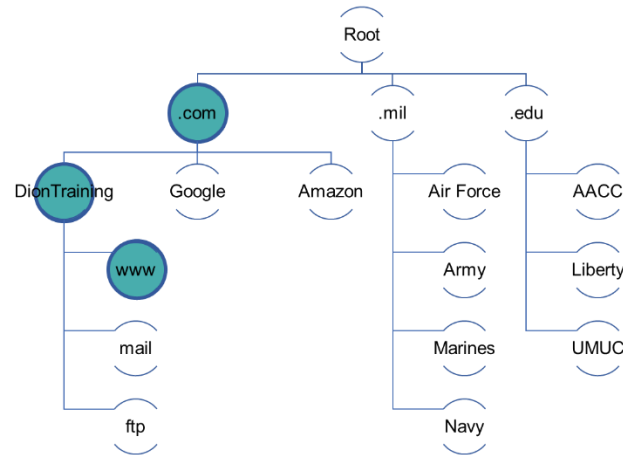 Root
.com
.mil
.edu
DionTraining
Google
Amazon
Air Force
AACC
www
Army
Liberty
mail
Marines
UMUC
ftp
Navy